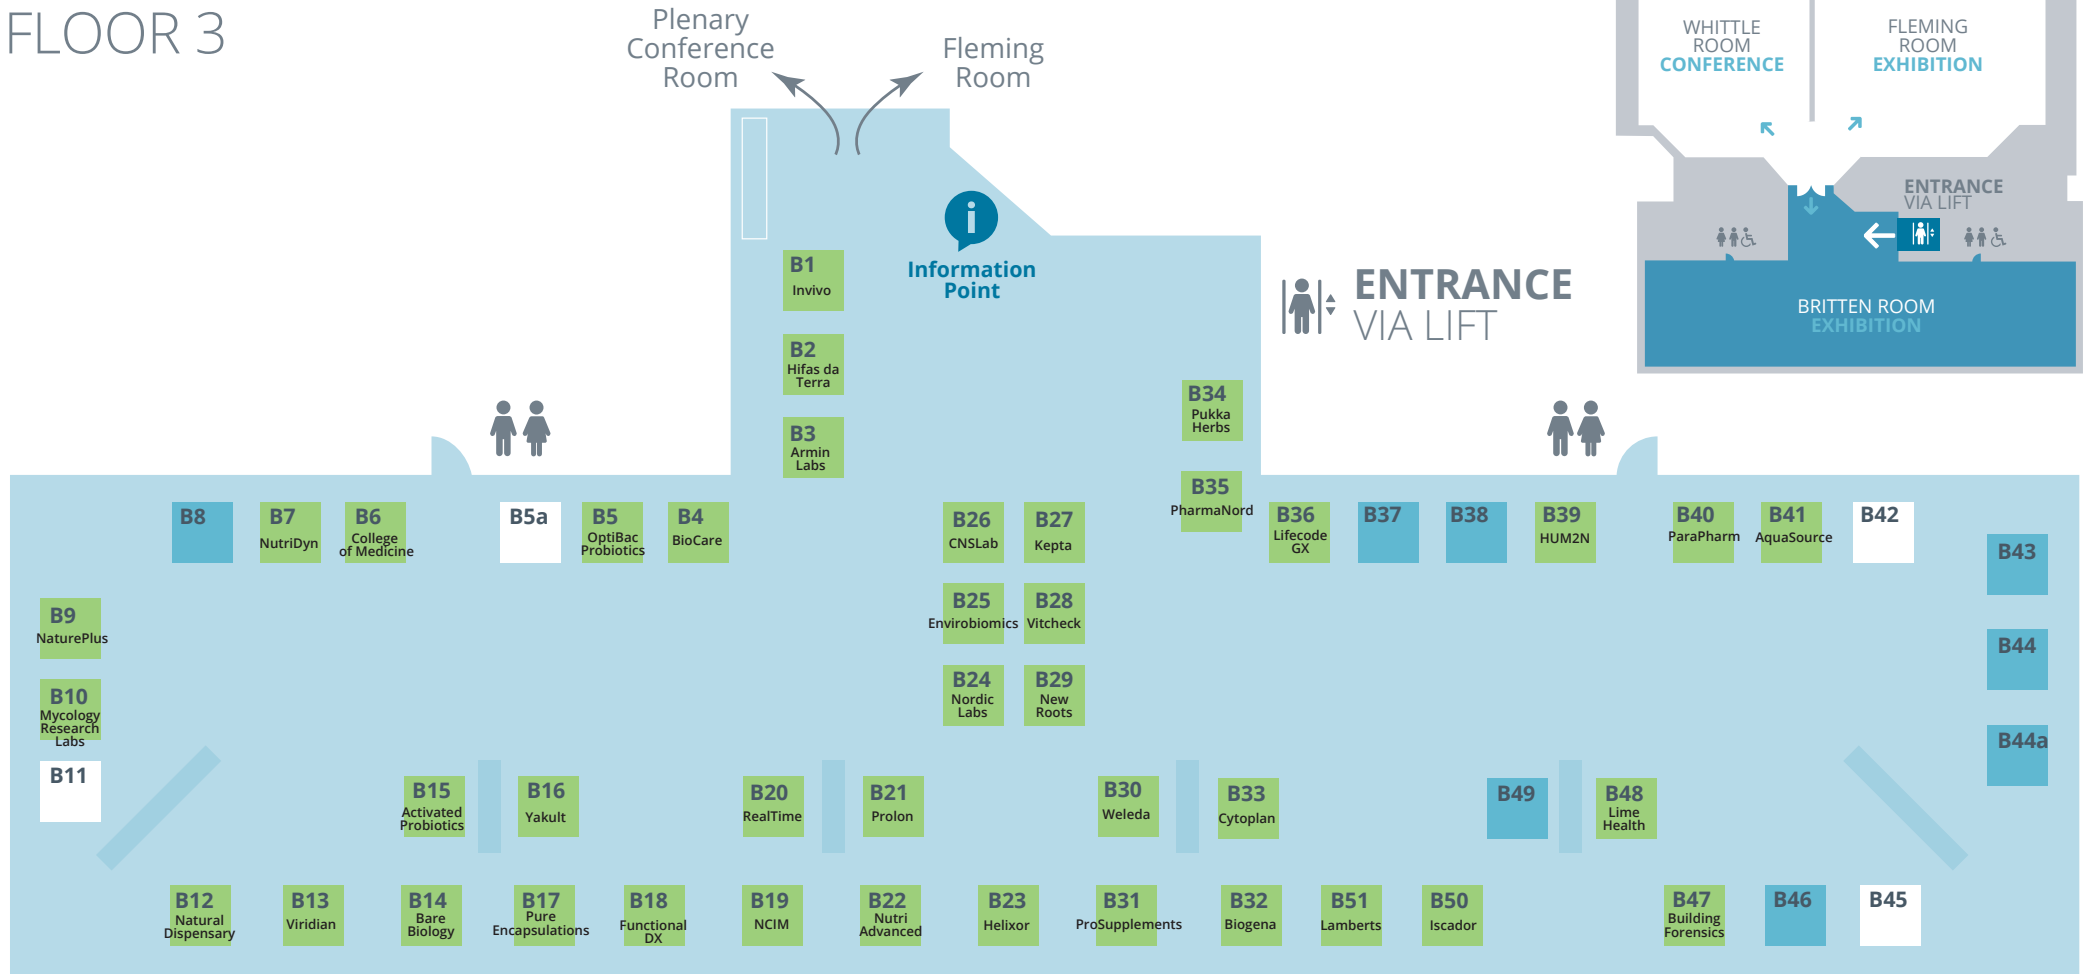 FLOOR 3
Plenary
Conference
Room
Fleming
Room
WHITTLE
ROOM
CONFERENCE
FLEMING
ROOM
EXHIBITION
ENTRANCE
VIA LIFT
BRITTEN ROOM
EXHIBITION
i
Information
Point
ENTRANCE
VIA LIFT
B1
Invivo
B2
Hifas da
Terra
B3
Armin
Labs
B34
Pukka
Herbs
B35
PharmaNord
B8
B7
NutriDyn
B6
College
of Medicine
B5a
B5
OptiBac
Probiotics
B4
BioCare
B26
CNSLab
B27
Kepta
B36
Lifecode
GX
B37
B38
B39
HUM2N
B40
ParaPharm
B41
AquaSource
B42
B43
B9
NaturePlus
B25
Envirobiomics
B28
Vitcheck
B44
B10
Mycology
Research
Labs
B24
Nordic
Labs
B29
New
Roots
B44a
B11
B15
Activated
Probiotics
B16
Yakult
B20
RealTime
B21
Prolon
B30
Weleda
B33
Cytoplan
B49
B48
Lime
Health
B12
Natural
Dispensary
B13
Viridian
B14
Bare
Biology
B17
Pure
Encapsulations
B18
Functional
DX
B19
NCIM
B22
Nutri
Advanced
B23
Helixor
B31
ProSupplements
B32
Biogena
B51
Lamberts
B50
Iscador
B47
Building
Forensics
B46
B45